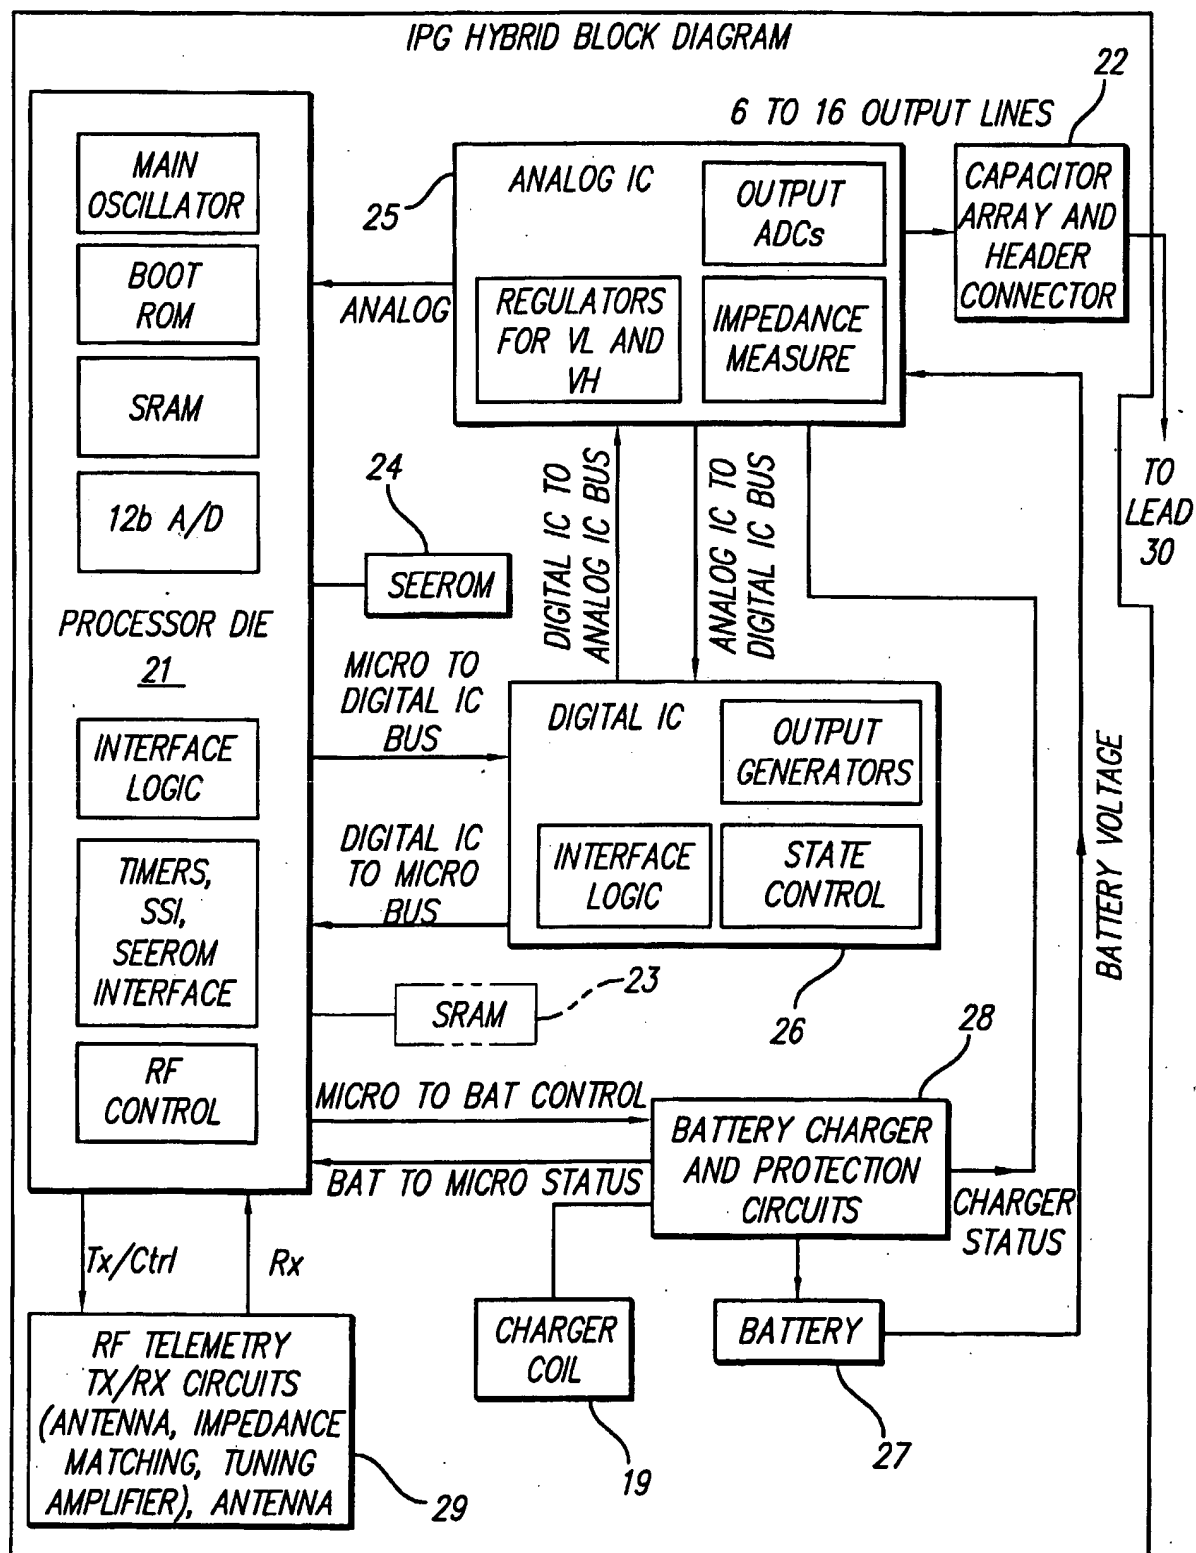 IPG HYBRID BLOCK DIAGRAM
22
6 TO 16 OUTPUT LINES
MAIN
OSCILLATOR
BOOT
ROM
SRAM
12b A/D
PROCESSOR DIE
21
INTERFACE
LOGIC
TIMERS,
SSI,
SEEROM
INTERFACE
RF
CONTROL
25
ANALOG IC
OUTPUT
ADCs
REGULATORS
FOR VL AND
VH
IMPEDANCE
MEASURE
CAPACITOR
ARRAY AND
HEADER
CONNECTOR
ANALOG
TO
LEAD
30
24
SEEROM
DIGITAL IC TO
ANALOG IC BUS
ANALOG IC TO
DIGITAL IC BUS
MICRO TO
DIGITAL IC
BUS
DIGITAL IC
OUTPUT
GENERATORS
INTERFACE
LOGIC
STATE
CONTROL
DIGITAL IC
TO MICRO
BUS
BATTERY VOLTAGE
SRAM
23
26
28
MICRO TO BAT CONTROL
BAT TO MICRO STATUS
BATTERY CHARGER
AND PROTECTION
CIRCUITS
CHARGER
STATUS
Tx/Ctrl
Rx
CHARGER
COIL
19
BATTERY
27
RF TELEMETRY
TX/RX CIRCUITS
(ANTENNA, IMPEDANCE
MATCHING, TUNING
AMPLIFIER), ANTENNA
29